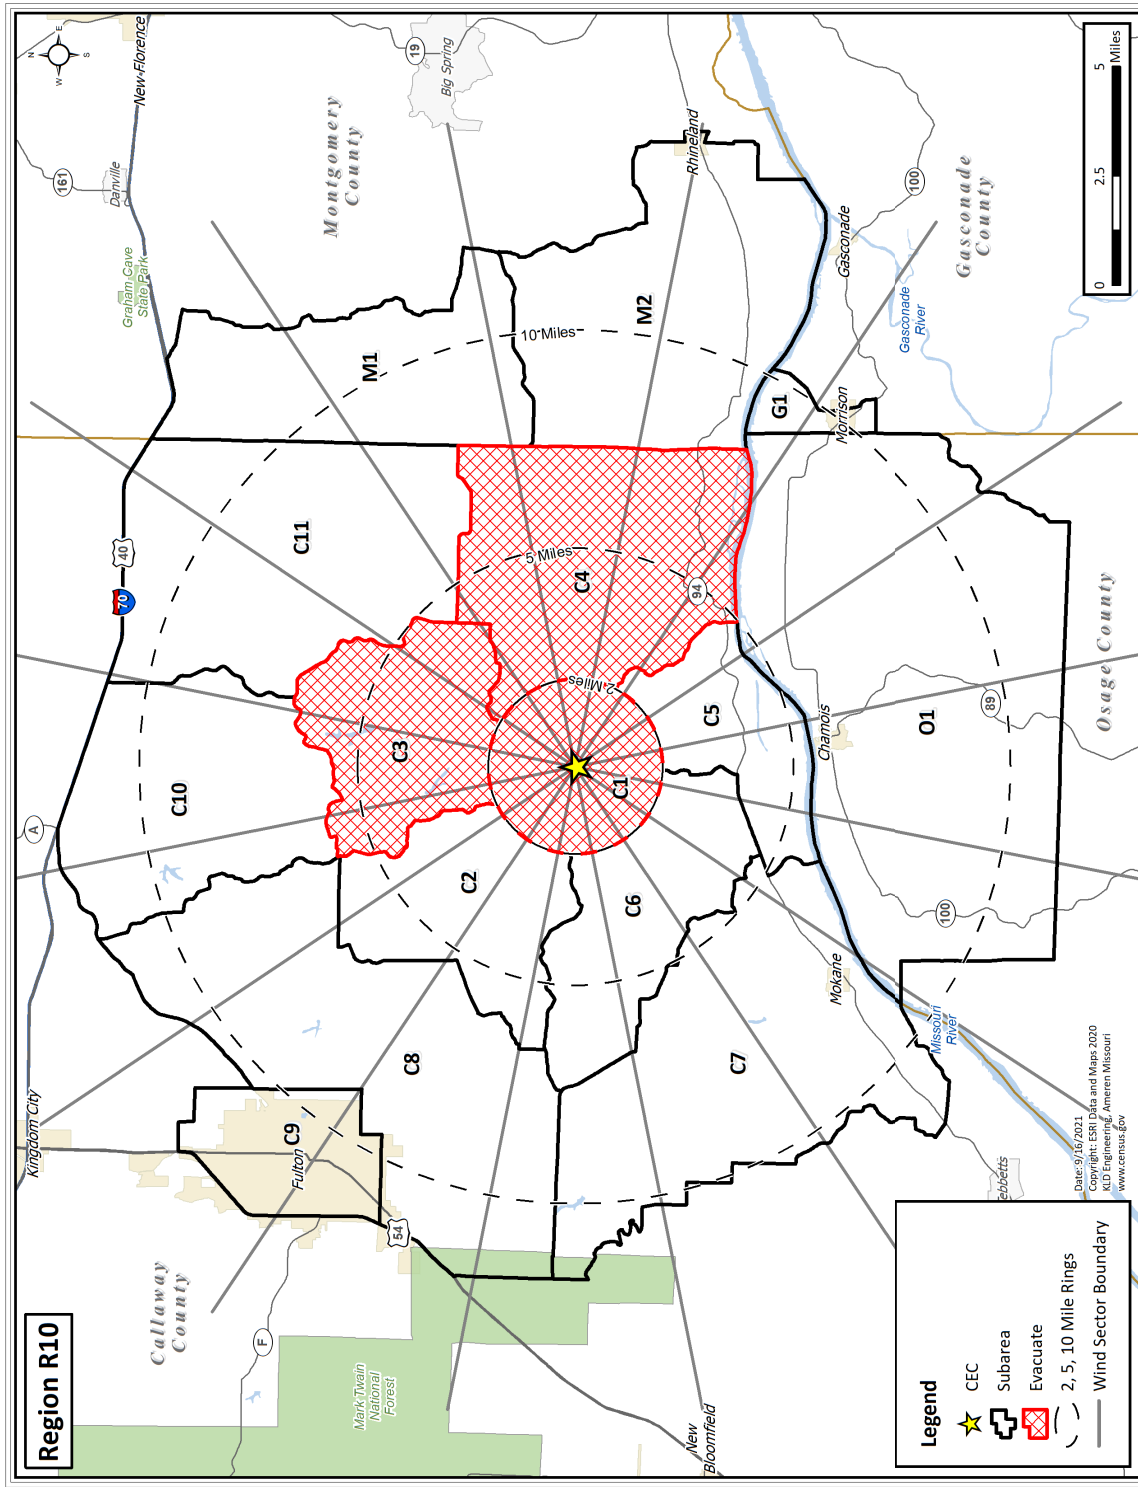 Region R10
Callaway
County
Montgomery
County
Gasconade
County
Osage County
Kingdom City
New Florence
Danville
Graham Cave
State Park
Big Spring
Rhineland
Gasconade
Gasconade
River
Morrison
Chamois
Mokane
Missouri
River
Tebbetts
Fulton
New
Bloomfield
Mark Twain
National
Forest
N
E
S
W
161
19
A
40
70
F
54
94
100
100
89
C1
C2
C3
C4
C5
C6
C7
C8
C9
C10
C11
M1
M2
G1
O1
2 Miles
5 Miles
10 Miles
Legend
CEC
Subarea
Evacuate
2, 5, 10 Mile Rings
Wind Sector Boundary
Date: 9/16/2021
Copyright: ESRI Data and Maps 2020
KLD Engineering, Ameren Missouri
www.census.gov
0 2.5 5
Miles